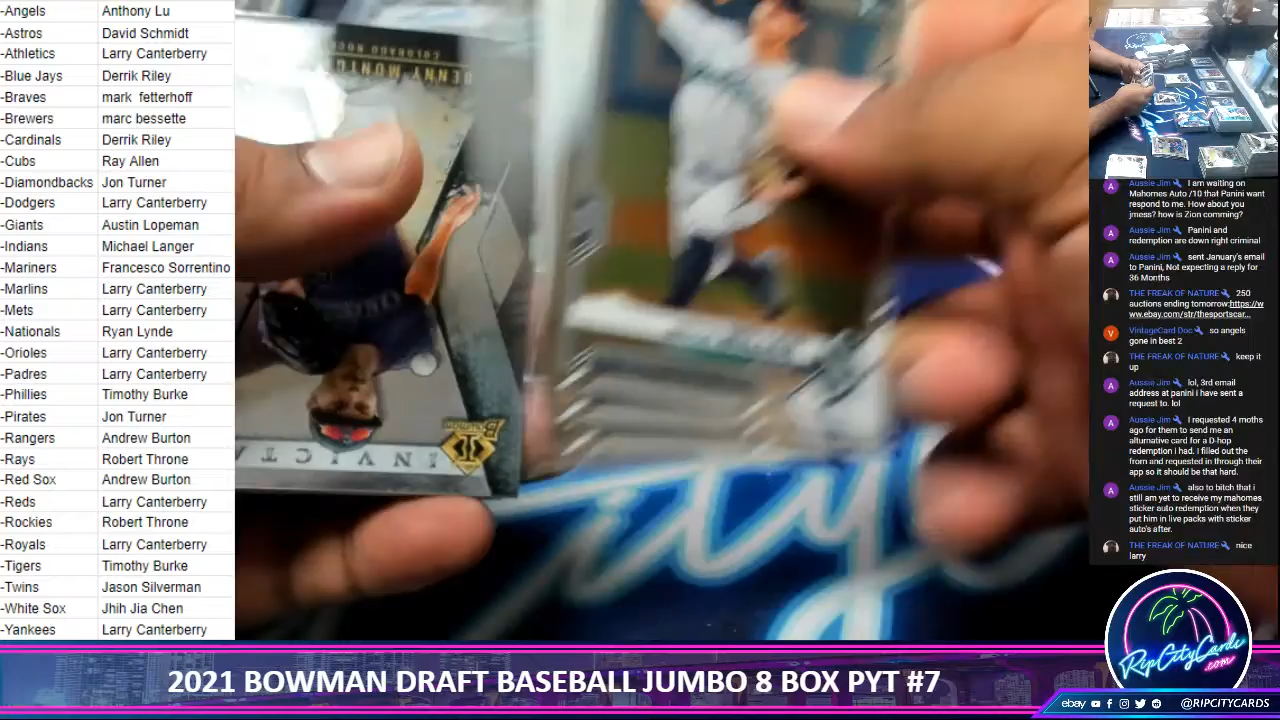 -Angels Anthony Lu
-Astros David Schmidt
-Athletics Larry Canterberry
-Blue Jays Derrik Riley
-Braves mark fetterhoff
-Brewers marc bessette
-Cardinals Derrik Riley
-Cubs Ray Allen
-Diamondbacks Jon Turner
-Dodgers Larry Canterberry
-Giants Austin Lopeman
-Indians Michael Langer
-Mariners Francesco Sorrentino
-Marlins Larry Canterberry
-Mets Larry Canterberry
-Nationals Ryan Lynde
-Orioles Larry Canterberry
-Padres Larry Canterberry
-Phillies Timothy Burke
-Pirates Jon Turner
-Rangers Andrew Burton
-Rays Robert Throne
-Red Sox Andrew Burton
-Reds Larry Canterberry
-Rockies Robert Throne
-Royals Larry Canterberry
-Tigers Timothy Burke
-Twins Jason Silverman
-White Sox Jhih Jia Chen
-Yankees Larry Canterberry
COLORADO ROCK
BENNY MONTG
INVICTA
BOWMAN
Aussie Jim I am waiting on
Mahomes Auto /10 that Panini want
respond to me. How about you
jmess? how is Zion comming?
Aussie Jim Panini and
redemption are down right criminal
Aussie Jim sent January's email
to Panini, Not expecting a reply for
36 Months
THE FREAK OF NATURE 250
auctions ending tomorrow:https://w
ww.ebay.com/str/thesportscar...
VintageCard Doc so angels
gone in best 2
THE FREAK OF NATURE keep it
up
Aussie Jim lol, 3rd email
address at panini i have sent a
request to. lol
Aussie Jim I requested 4 moths
ago for them to send me an
alturnative card for a D-hop
redemption i had. I filled out the
from and requested in through their
app so it should be that hard.
Aussie Jim also to bitch that i
still am yet to receive my mahomes
sticker auto redemption when they
put him in live packs with sticker
auto's after.
THE FREAK OF NATURE nice
larry
RipCityCards
.com
2021 BOWMAN DRAFT BASEBALL JUMBO 8 BOX PYT #7
ebay @RIPCITYCARDS